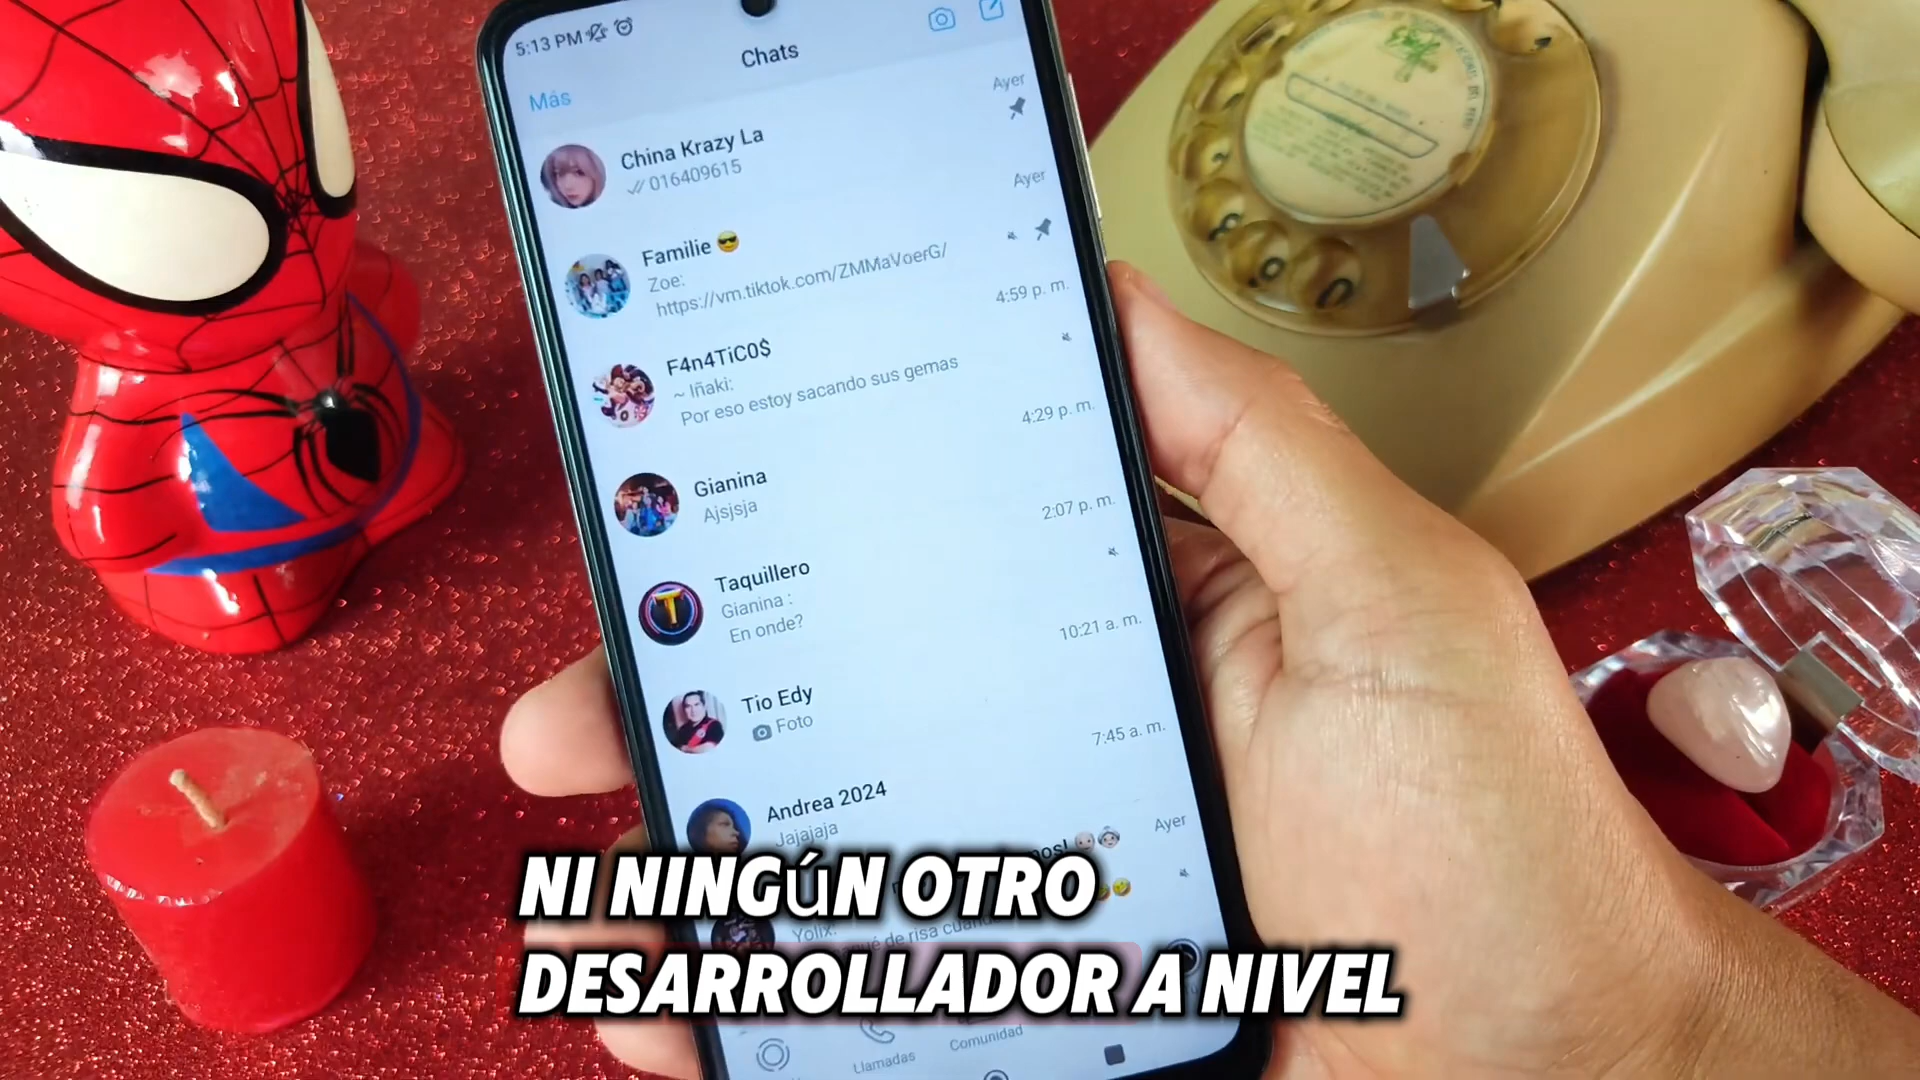 5:13 PM
Chats
Más
Ayer
China Krazy La
016409615
Ayer
Familie 😎
Zoe:
https://vm.tiktok.com/ZMMaVoerG/
4:59 p. m.
F4n4TiC0$
~ Iñaki:
Por eso estoy sacando sus gemas
4:29 p. m.
Gianina
Ajsjsja
2:07 p. m.
Taquillero
Gianina :
En onde?
10:21 a. m.
Tio Edy
Foto
7:45 a. m.
Andrea 2024
Jajajaja
Ayer
NI NINGÚN OTRO
Yolix:
de risa
DESARROLLADOR A NIVEL
Llamadas
Comunidad